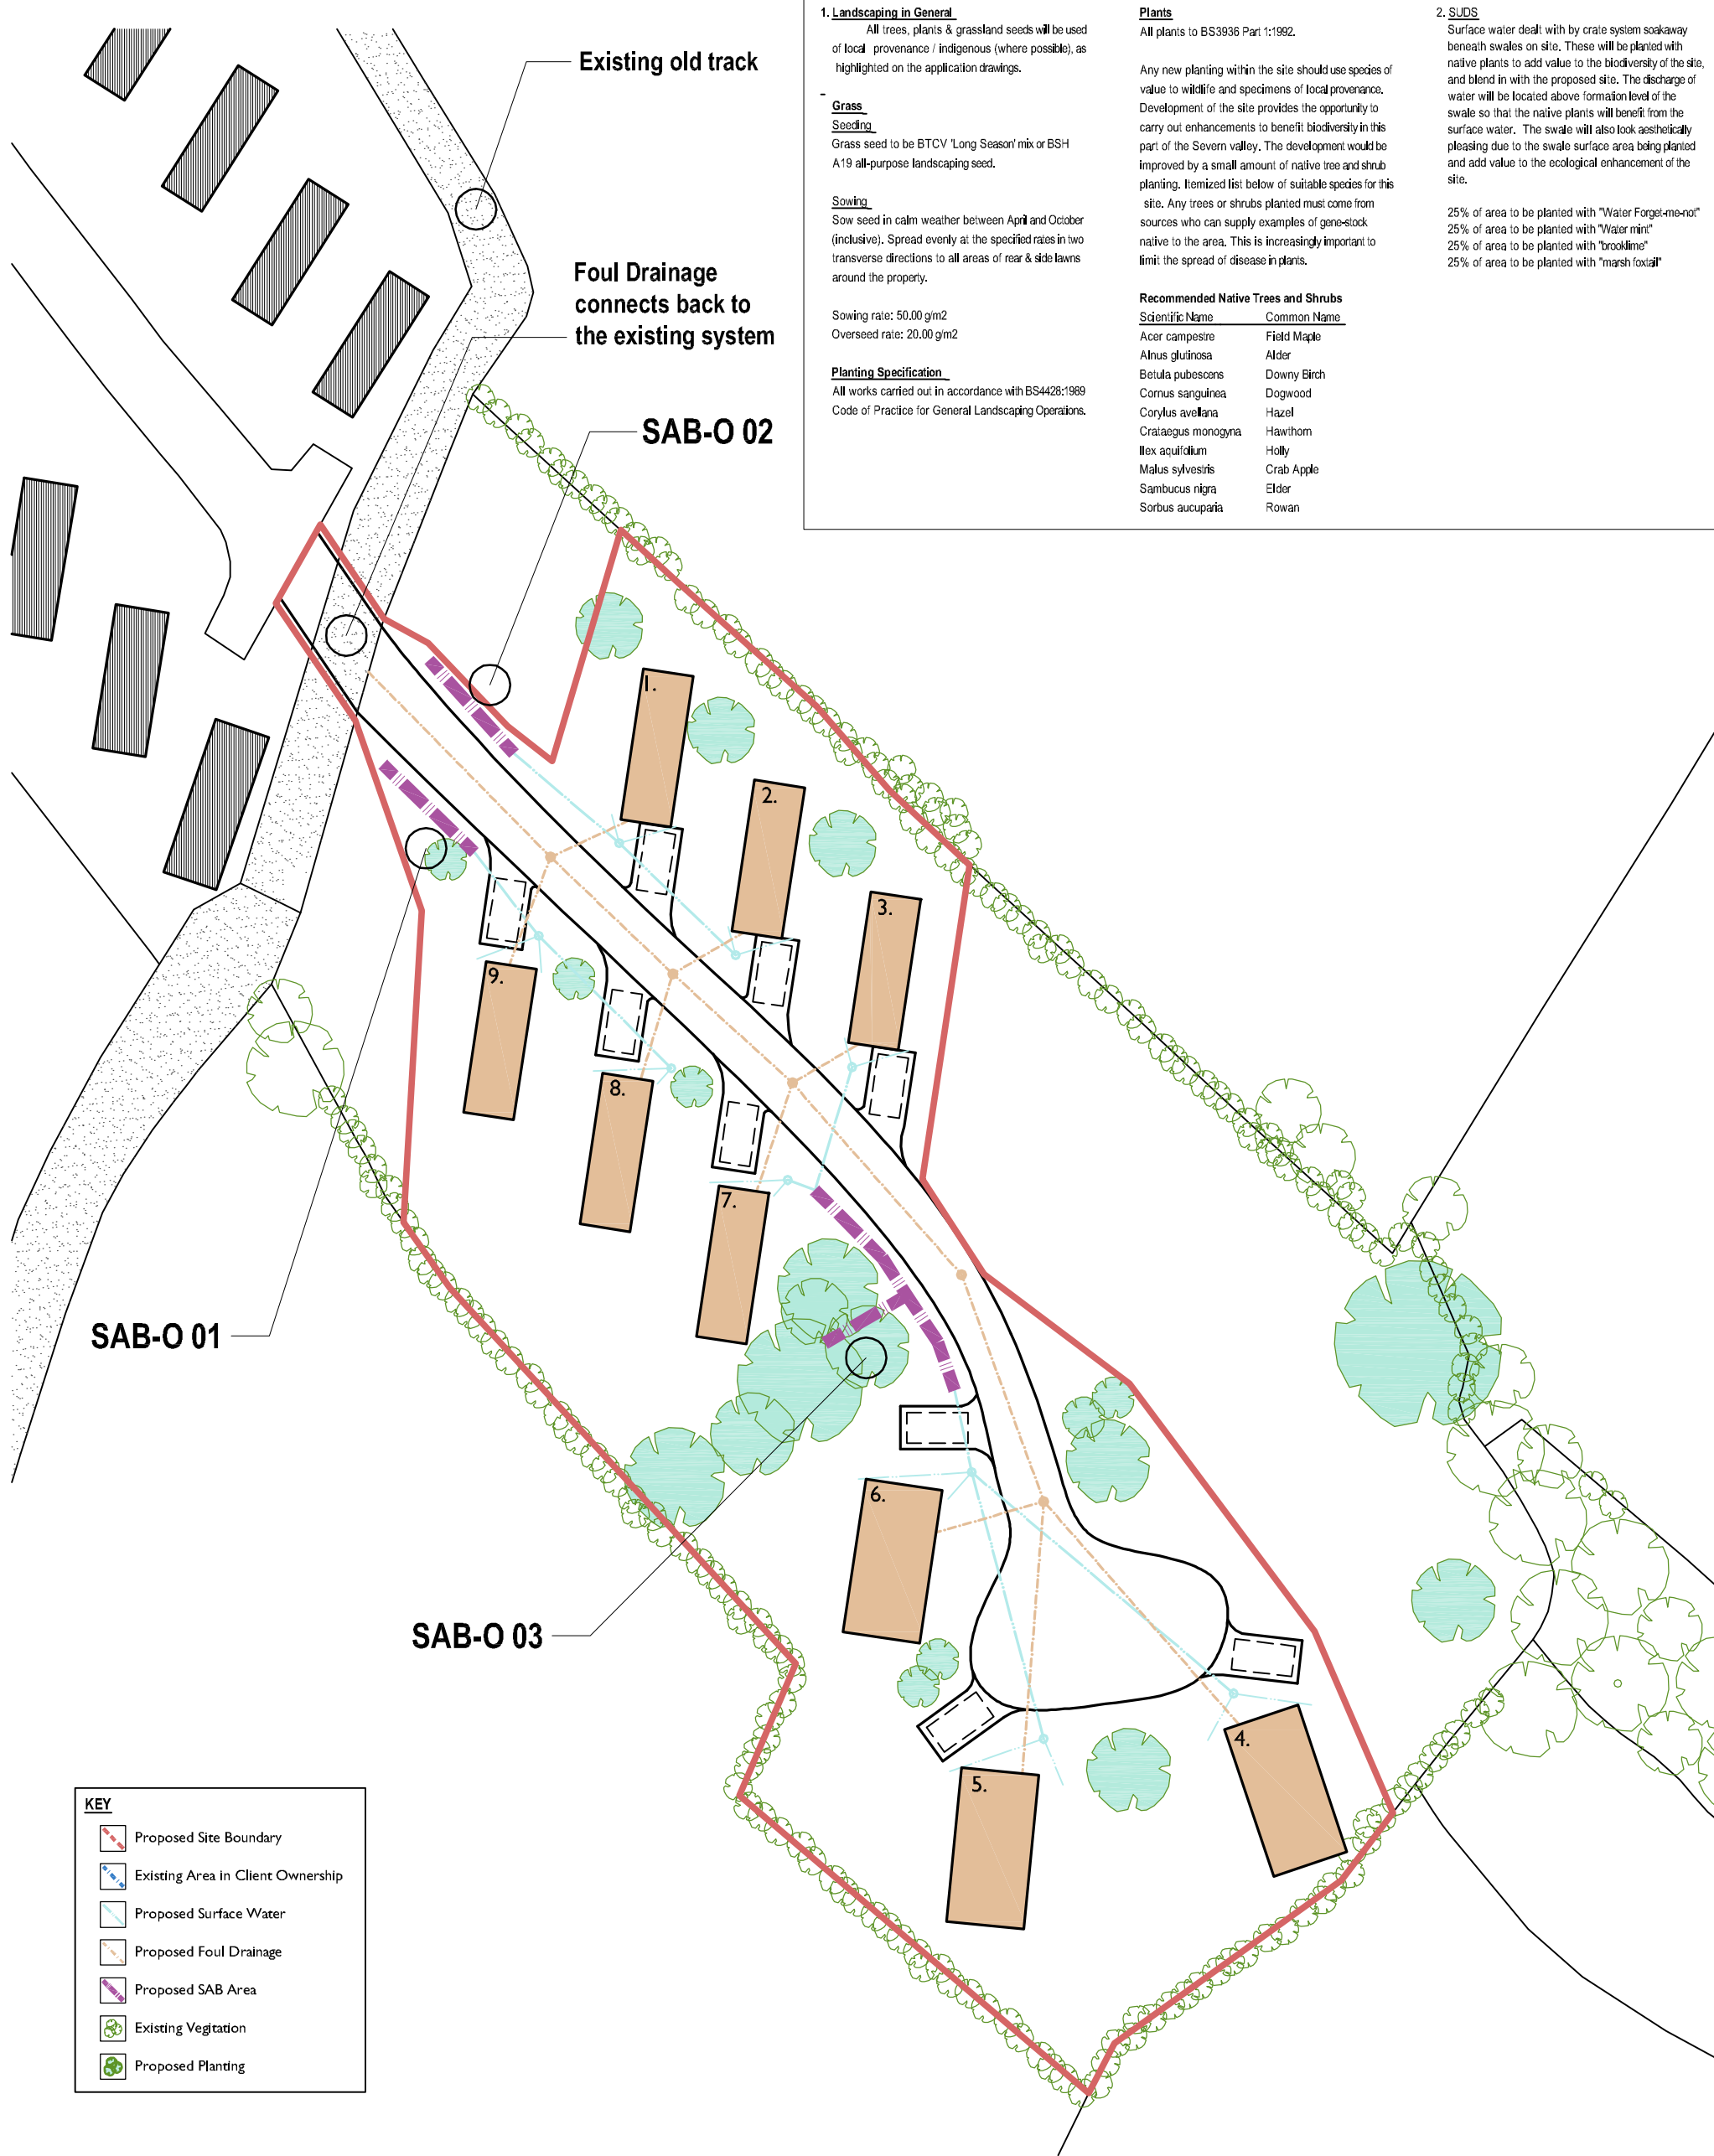 1. Landscaping in General
All trees, plants & grassland seeds will be used
of local provenance / indigenous (where possible), as
highlighted on the application drawings.
Grass
Seeding
Grass seed to be BTCV 'Long Season' mix or BSH
A19 all-purpose landscaping seed.
Sowing
Sow seed in calm weather between April and October
(inclusive). Spread evenly at the specified rates in two
transverse directions to all areas of rear & side lawns
around the property.
Sowing rate: 50.00 g/m2
Overseed rate: 20.00 g/m2
Planting Specification
All works carried out in accordance with BS4428:1989
Code of Practice for General Landscaping Operations.
Plants
All plants to BS3936 Part 1:1992.
Any new planting within the site should use species of
value to wildlife and specimens of local provenance.
Development of the site provides the opportunity to
carry out enhancements to benefit biodiversity in this
part of the Severn valley. The development would be
improved by a small amount of native tree and shrub
planting. Itemized list below of suitable species for this
site. Any trees or shrubs planted must come from
sources who can supply examples of gene-stock
native to the area. This is increasingly important to
limit the spread of disease in plants.
Recommended Native Trees and Shrubs
Scientific Name Common Name
Acer campestre Field Maple
Alnus glutinosa Alder
Betula pubescens Downy Birch
Cornus sanguinea Dogwood
Corylus avellana Hazel
Crataegus monogyna Hawthorn
Ilex aquifolium Holly
Malus sylvestris Crab Apple
Sambucus nigra Elder
Sorbus aucuparia Rowan
2. SUDS
Surface water dealt with by crate system soakaway
beneath swales on site. These will be planted with
native plants to add value to the biodiversity of the site,
and blend in with the proposed site. The discharge of
water will be located above formation level of the
swale so that the native plants will benefit from the
surface water. The swale will also look aesthetically
pleasing due to the swale surface area being planted
and add value to the ecological enhancement of the
site.
25% of area to be planted with "Water Forget-me-not"
25% of area to be planted with "Water mint"
25% of area to be planted with "brooklime"
25% of area to be planted with "marsh foxtail"
Existing old track
Foul Drainage
connects back to
the existing system
SAB-O 02
1.
2.
3.
9.
8.
7.
SAB-O 01
6.
SAB-O 03
4.
5.
KEY
Proposed Site Boundary
Existing Area in Client Ownership
Proposed Surface Water
Proposed Foul Drainage
Proposed SAB Area
Existing Vegitation
Proposed Planting